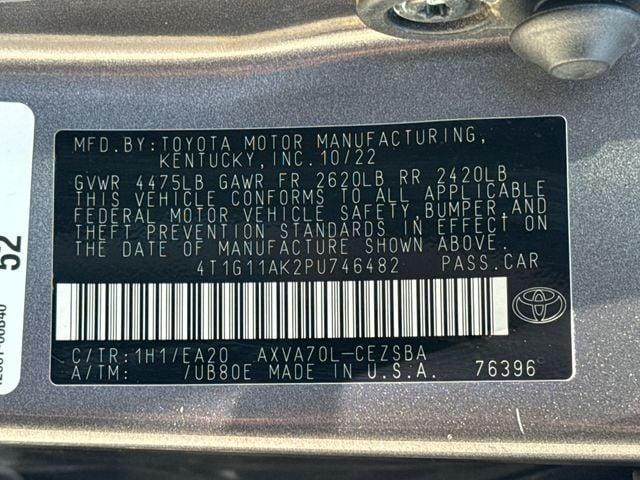 MFD.BY:TOYOTA MOTOR MANUFACTURING,
KENTUCKY,INC.10/22
GVWR 4475LB GAWR FR 2620LB RR 2420LB
THIS VEHICLE CONFORMS TO ALL APPLICABLE
FEDERAL MOTOR VEHICLE SAFETY,BUMPER,AND
THEFT PREVENTION STANDARDS IN EFFECT ON
THE DATE OF MANUFACTURE SHOWN ABOVE.
4T1G11AK2PU746482 PASS.CAR
C/TR:1H1/EA20 AXVA70L-CEZSBA
A/TM: /UB80E MADE IN U.S.A. 76396
52